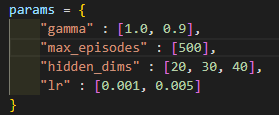 params = {
"gamma" : [1.0, 0.9],
"max_episodes" : [500],
"hidden_dims" : [20, 30, 40],
"lr" : [0.001, 0.005]
}